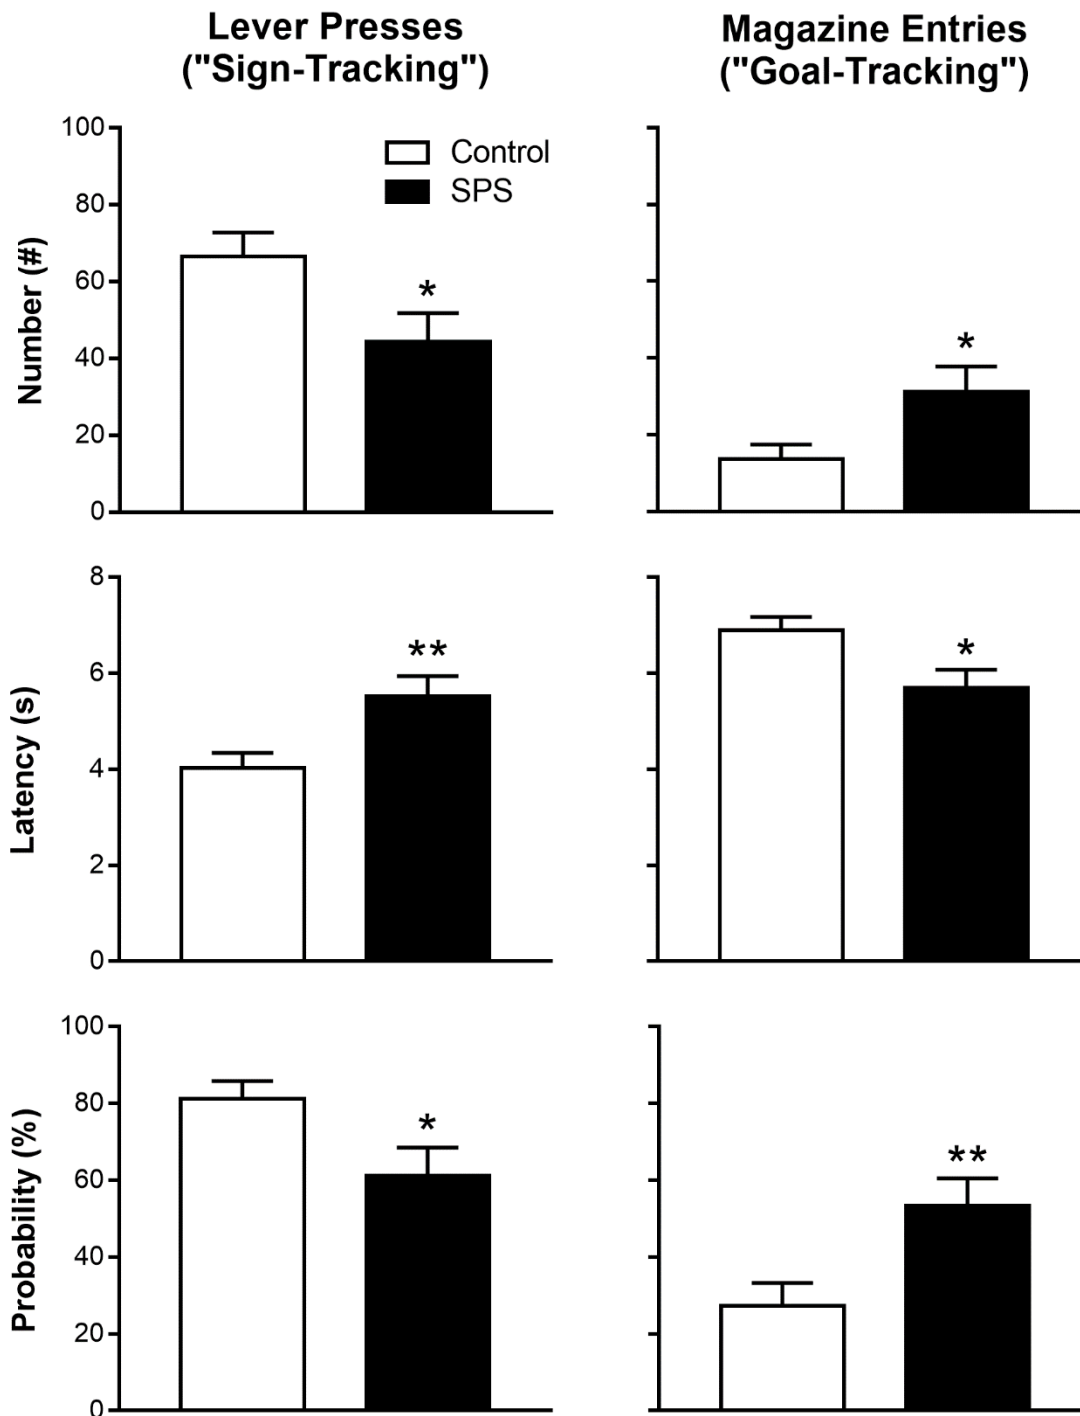 Lever Presses
("Sign-Tracking")
Magazine Entries
("Goal-Tracking")
Number (#)
100
80
60
40
20
0
Control
SPS
*
*
Latency (s)
8
6
4
2
0
**
*
Probability (%)
100
80
60
40
20
0
*
**